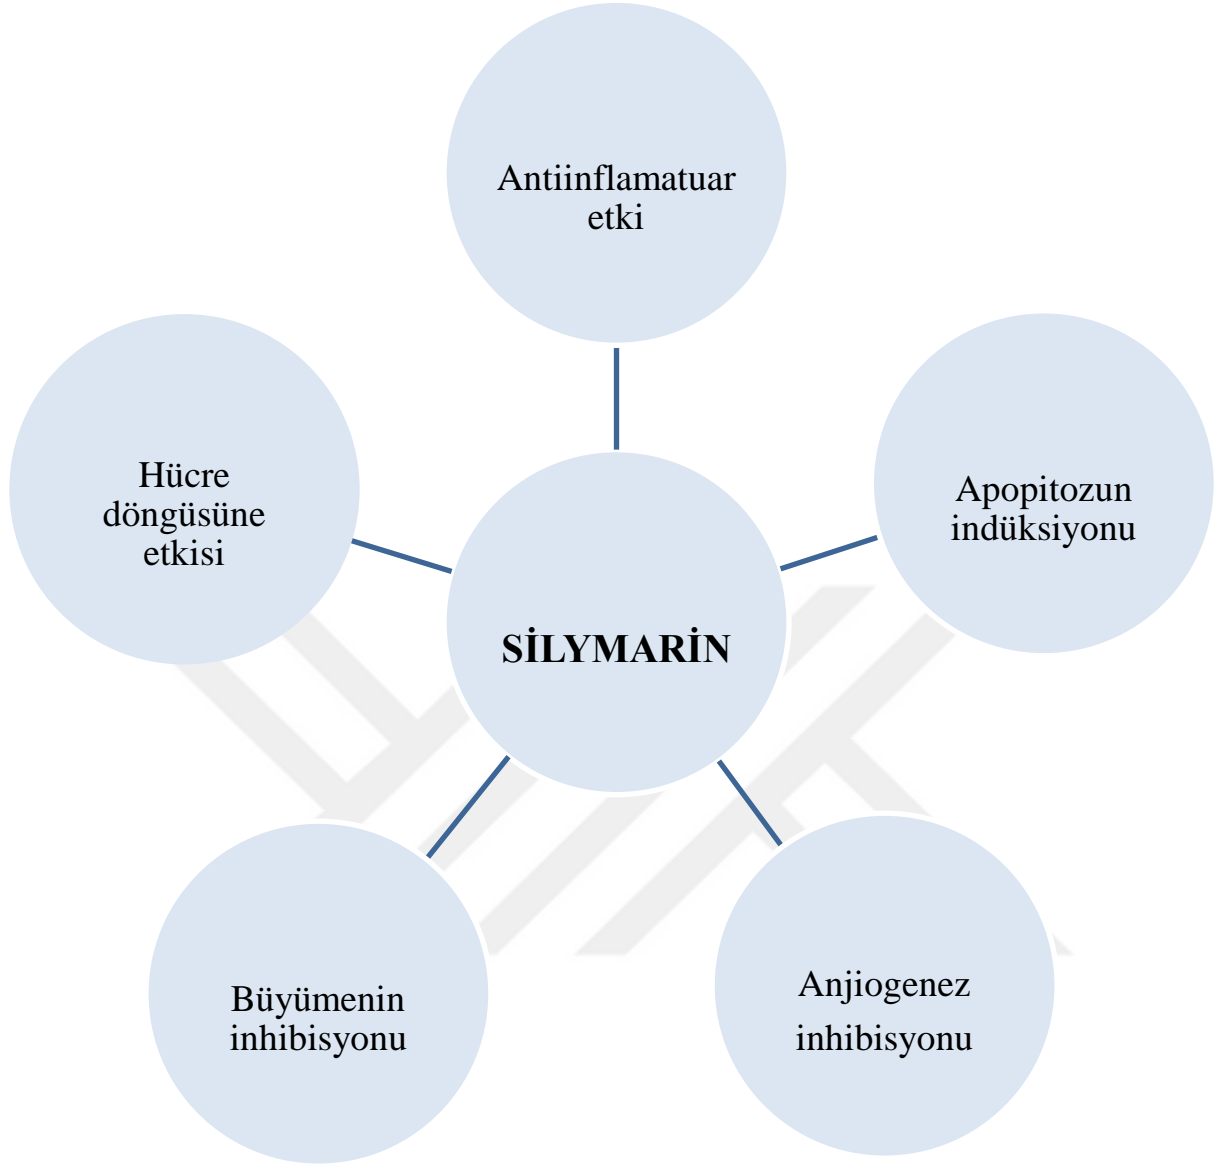 Antiinflamatuar
etki
Hücre
döngüsüne
etkisi
Apopitozun
indüksiyonu
SİLYMARİN
Büyümenin
inhibisyonu
Anjiogenez
inhibisyonu